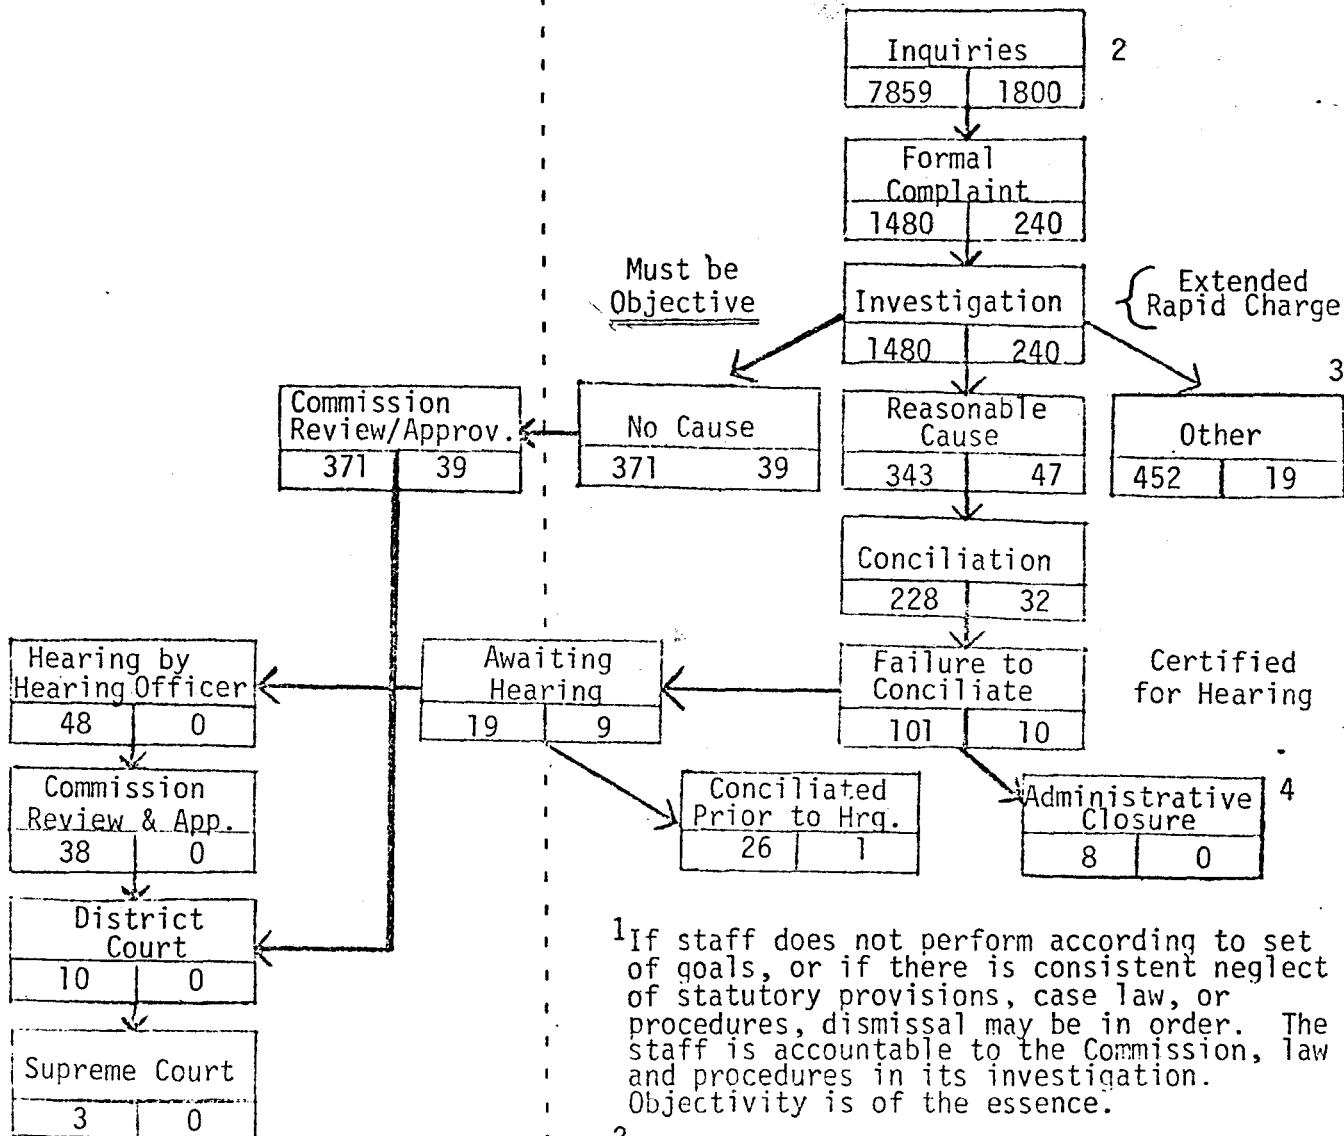 Inquiries 2
7859 1800
Formal
Complaint
1480 240
Must be
Objective
Investigation
1480 240
Extended
Rapid Charge
3
Commission
Review/Approv.
371 39
No Cause
371 39
Reasonable
Cause
343 47
Other
452 19
Conciliation
228 32
Hearing by
Hearing Officer
48 0
Awaiting
Hearing
19 9
Failure to
Conciliate
101 10
Certified
for Hearing
Commission
Review & App.
38 0
Conciliated
Prior to Hrg.
26 1
Administrative
Closure
8 0
4
District
Court
10 0
Supreme Court
3 0
1If staff does not perform according to set
of goals, or if there is consistent neglect
of statutory provisions, case law, or
procedures, dismissal may be in order. The
staff is accountable to the Commission, law
and procedures in its investigation.
Objectivity is of the essence.